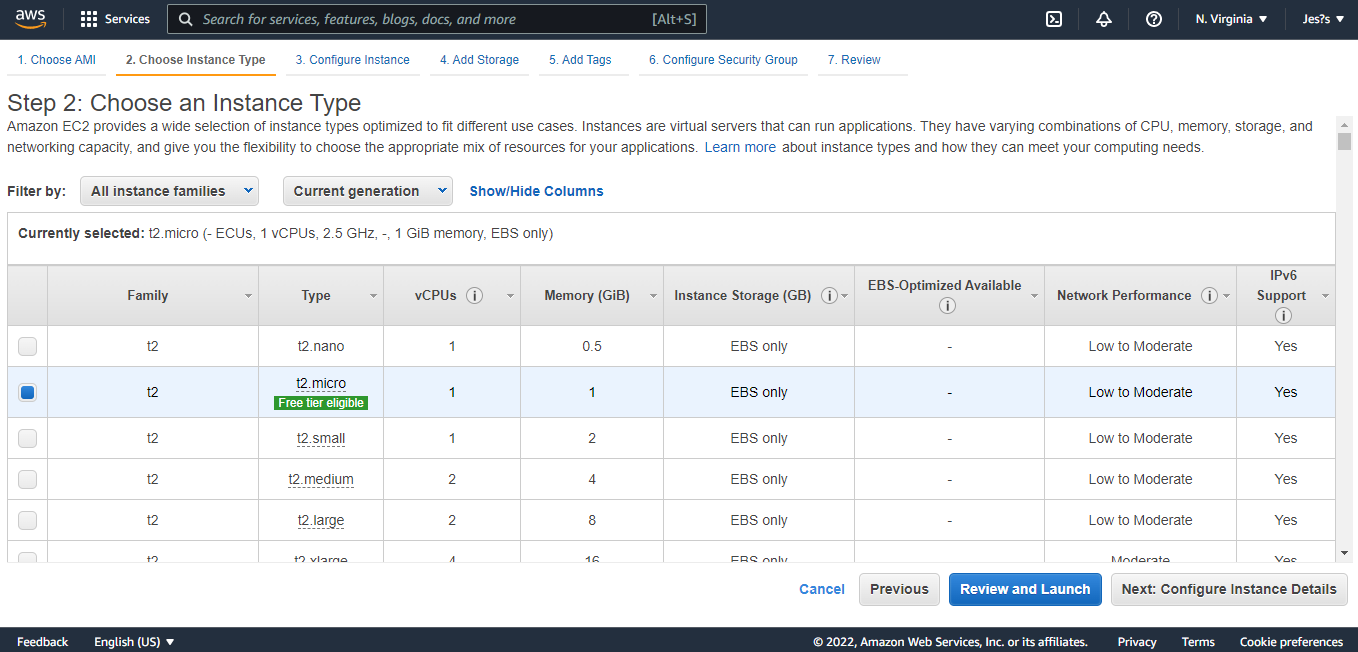 aws Services Search for services, features, blogs, docs, and more [Alt+S] N. Virginia Jes?s
1. Choose AMI 2. Choose Instance Type 3. Configure Instance 4. Add Storage 5. Add Tags 6. Configure Security Group 7. Review
Step 2: Choose an Instance Type
Amazon EC2 provides a wide selection of instance types optimized to fit different use cases. Instances are virtual servers that can run applications. They have varying combinations of CPU, memory, storage, and
networking capacity, and give you the flexibility to choose the appropriate mix of resources for your applications. Learn more about instance types and how they can meet your computing needs.
Filter by: All instance families Current generation Show/Hide Columns
Currently selected: t2.micro (- ECUs, 1 vCPUs, 2.5 GHz, -, 1 GiB memory, EBS only)
Family Type vCPUs Memory (GiB) Instance Storage (GB) EBS-Optimized Available Network Performance IPv6 Support
t2 t2.nano 1 0.5 EBS only - Low to Moderate Yes
t2 t2.micro 1 1 EBS only - Low to Moderate Yes
Free tier eligible
t2 t2.small 1 2 EBS only - Low to Moderate Yes
t2 t2.medium 2 4 EBS only - Low to Moderate Yes
t2 t2.large 2 8 EBS only - Low to Moderate Yes
t2 t2.xlarge 4 16 EBS only Moderate Yes
Cancel Previous Review and Launch Next: Configure Instance Details
Feedback English (US) © 2022, Amazon Web Services, Inc. or its affiliates. Privacy Terms Cookie preferences